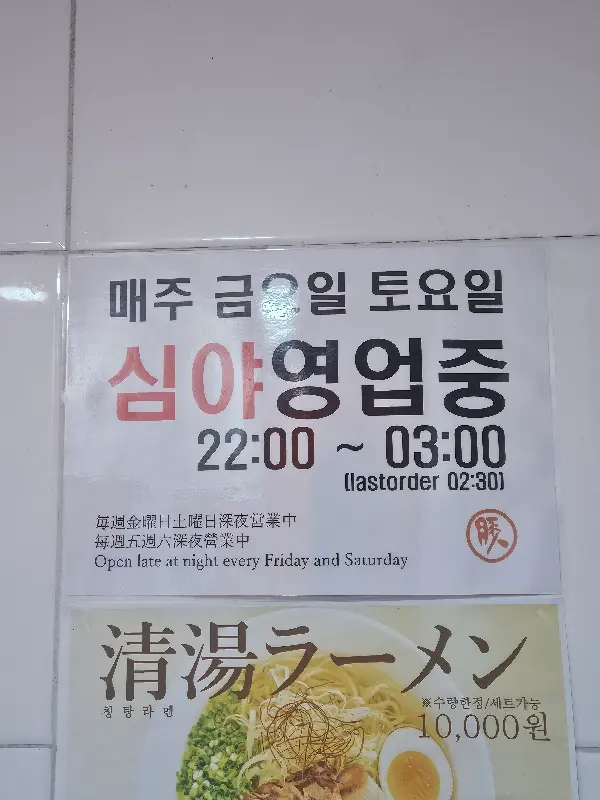 매주 금요일 토요일
심야영업중
22:00 ~ 03:00
(lastorder 02:30)
毎週金曜日土曜日深夜営業中
每週五週六深夜營業中
Open late at night every Friday and Saturday
豚
清湯ラーメン
칭탕라멘
※수량한정/세트가능
10,000원